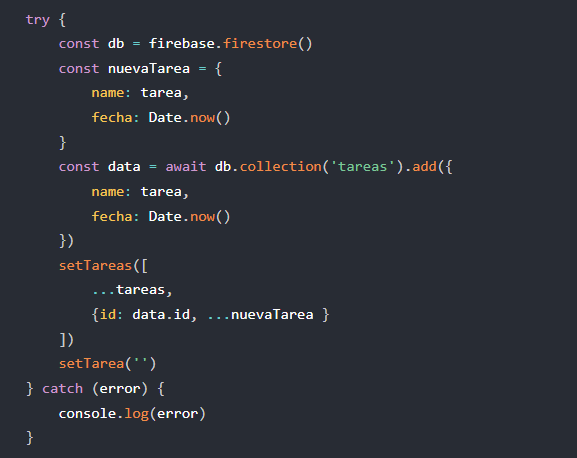 try {
    const db = firebase.firestore()
    const nuevaTarea = {
        name: tarea,
        fecha: Date.now()
    }
    const data = await db.collection('tareas').add({
        name: tarea,
        fecha: Date.now()
    })
    setTareas([
        ...tareas,
        {id: data.id, ...nuevaTarea }
    ])
    setTarea('')
} catch (error) {
    console.log(error)
}